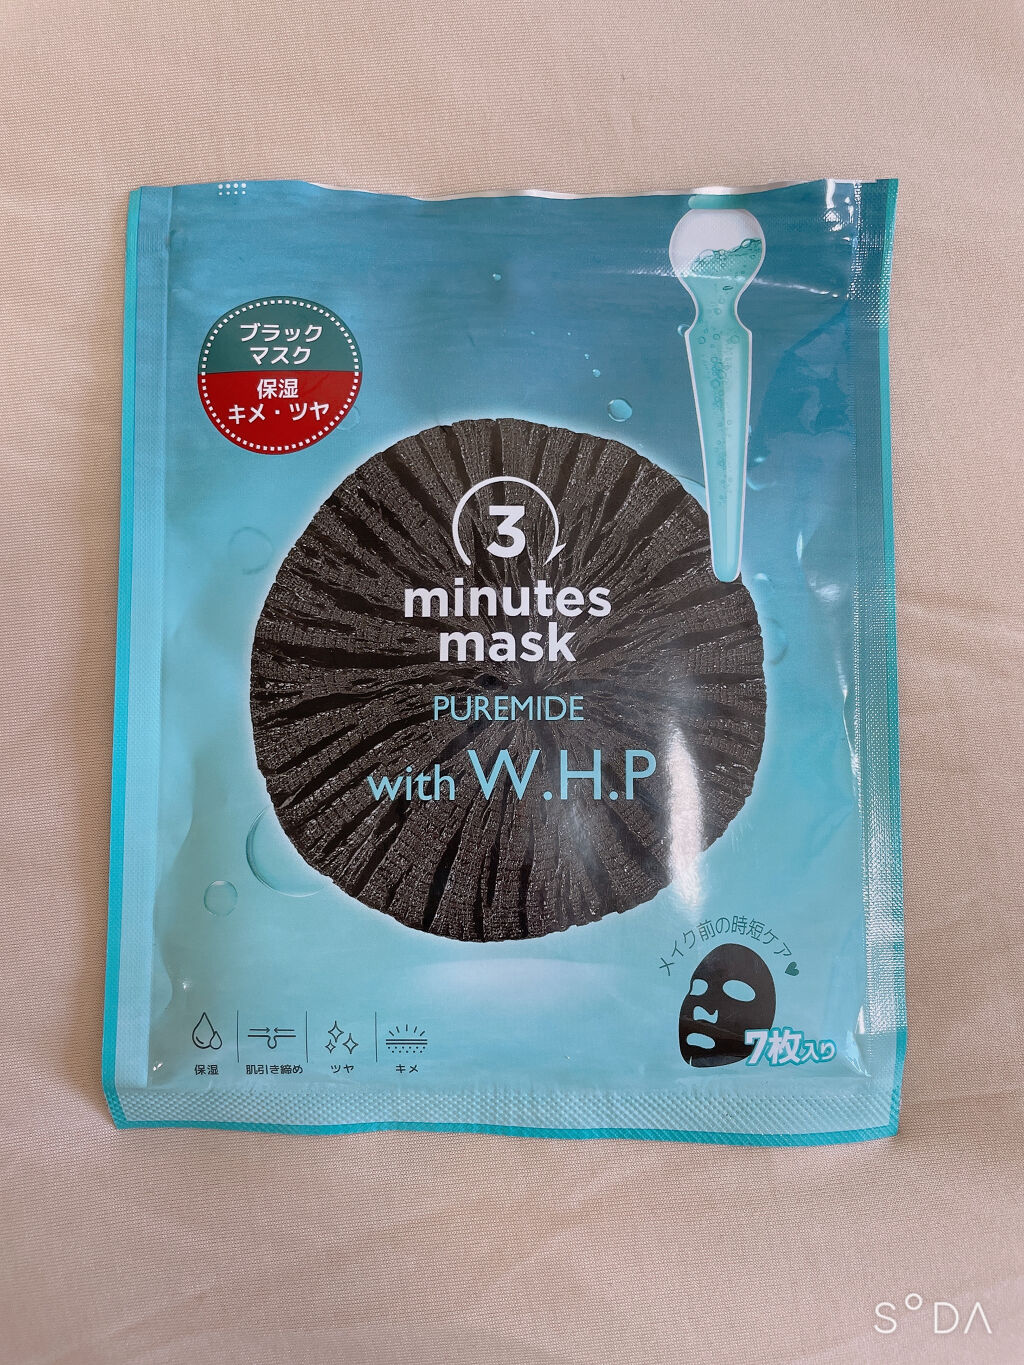 ブラック
マスク
保湿
キメ・ツヤ
3
minutes
mask
PUREMIDE
with W.H.P
メイク前の時短ケア
7枚入り
保湿
肌引き締め
ツヤ
キメ
SODA